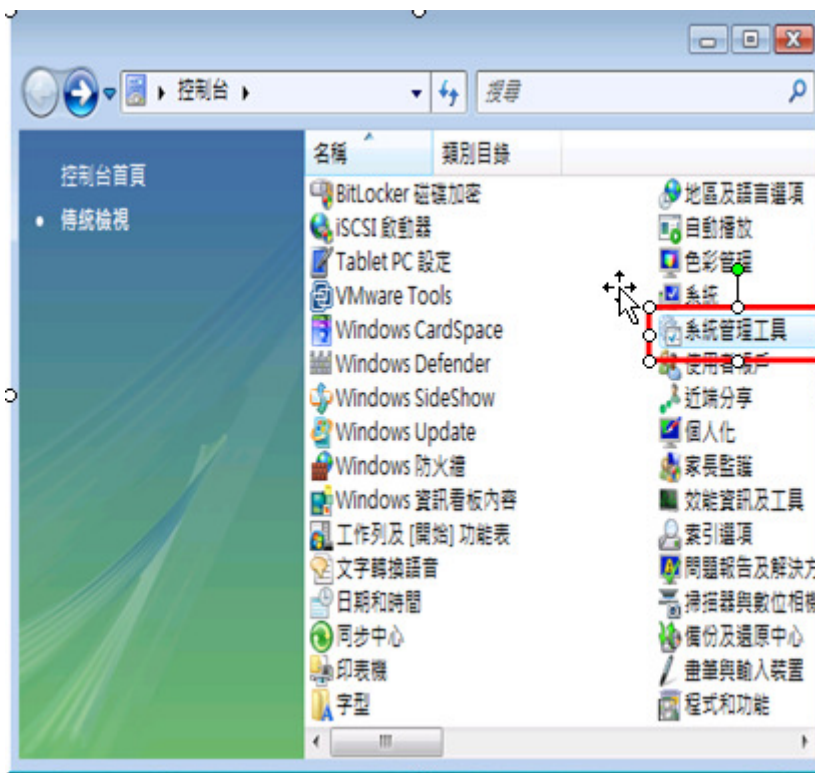 控制台
搜尋
控制台首頁
傳統檢視
名稱
類別目錄
BitLocker 磁碟加密
iSCSI 啟動器
Tablet PC 設定
VMware Tools
Windows CardSpace
Windows Defender
Windows SideShow
Windows Update
Windows 防火牆
Windows 資訊看板內容
工作列及 [開始] 功能表
文字轉換語音
日期和時間
同步中心
印表機
字型
地區及語言選項
自動播放
色彩管理
系統
系統管理工具
使用者帳戶
近端分享
個人化
家長監護
效能資訊及工具
索引選項
問題報告及解決方
掃描器與數位相機
備份及還原中心
畫筆與輸入裝置
程式和功能